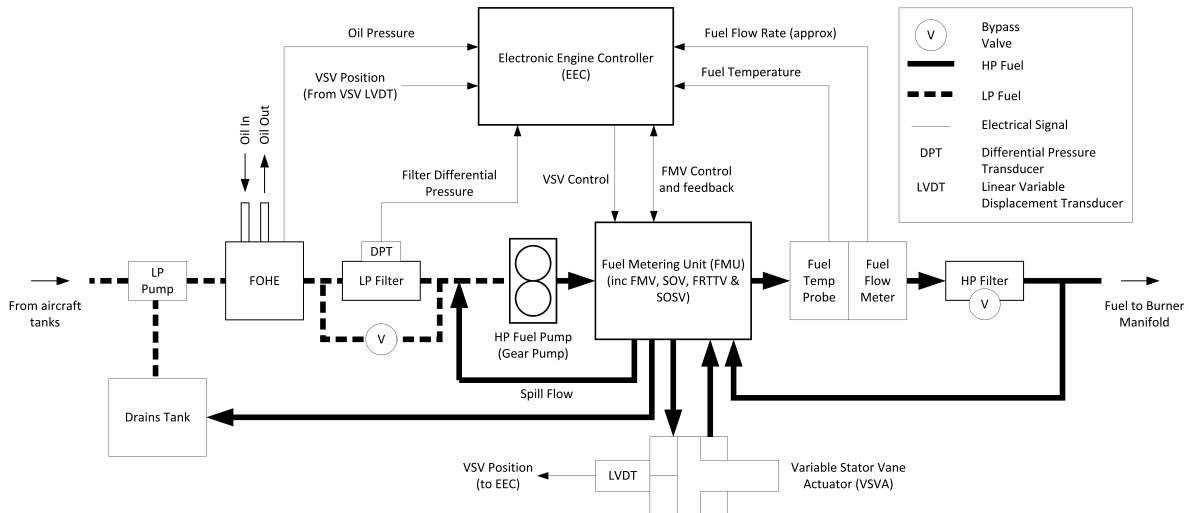 Oil Pressure
VSV Position
(From VSV LVDT)
Electronic Engine Controller
(EEC)
Fuel Flow Rate (approx)
Fuel Temperature
V
Bypass
Valve
HP Fuel
LP Fuel
Electrical Signal
DPT
Differential Pressure
Transducer
LVDT
Linear Variable
Displacement Transducer
Oil In
Oil Out
Filter Differential
Pressure
VSV Control
FMV Control
and feedback
From aircraft
tanks
LP
Pump
FOHE
DPT
LP Filter
V
HP Fuel Pump
(Gear Pump)
Fuel Metering Unit (FMU)
(inc FMV, SOV, FRTTV &
SOSV)
Fuel
Temp
Probe
Fuel
Flow
Meter
HP Filter
V
Fuel to Burner
Manifold
Spill Flow
Drains Tank
VSV Position
(to EEC)
LVDT
Variable Stator Vane
Actuator (VSVA)